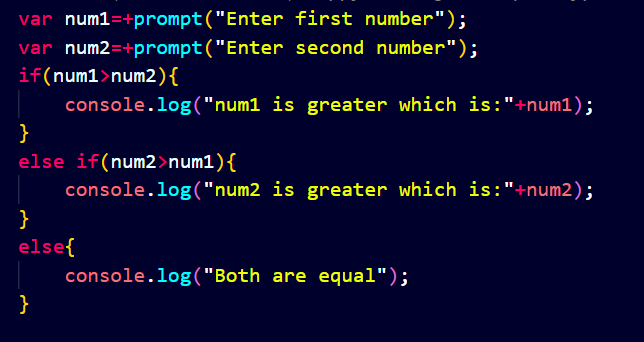 var num1=+prompt("Enter first number");
var num2=+prompt("Enter second number");
if(num1>num2){
    console.log("num1 is greater which is:"+num1);
}
else if(num2>num1){
    console.log("num2 is greater which is:"+num2);
}
else{
    console.log("Both are equal");
}